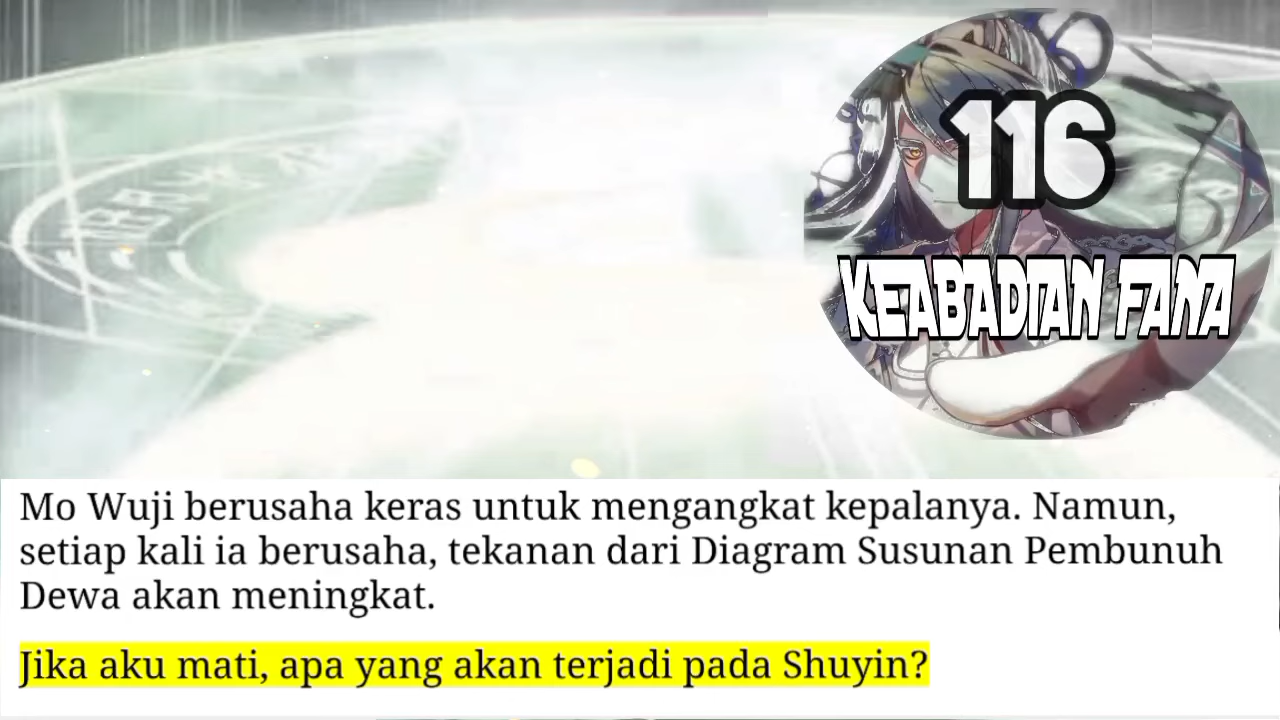 116
KEABADIAN FANA
Mo Wuji berusaha keras untuk mengangkat kepalanya. Namun,
setiap kali ia berusaha, tekanan dari Diagram Susunan Pembunuh
Dewa akan meningkat.
Jika aku mati, apa yang akan terjadi pada Shuyin?